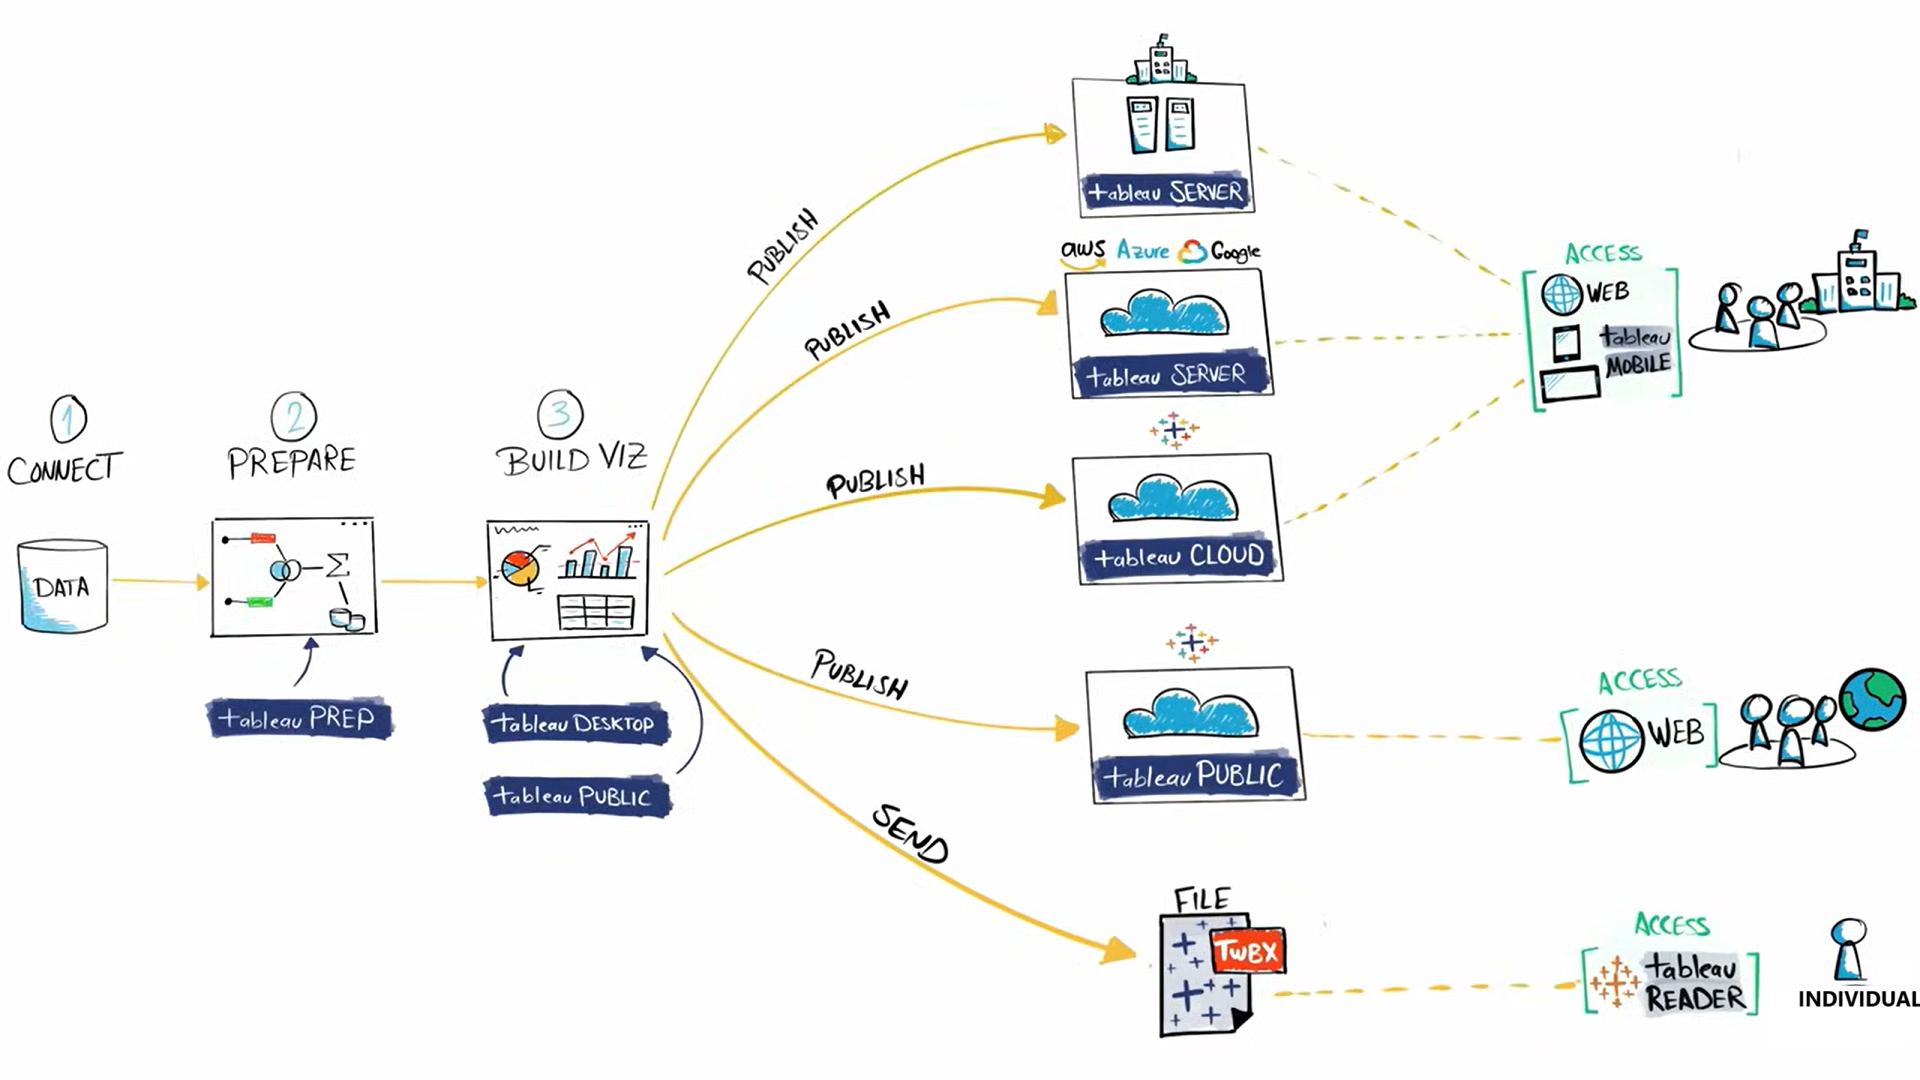 1
CONNECT
DATA
2
PREPARE
tableau PREP
3
BUILD VIZ
tableau DESKTOP
tableau PUBLIC
PUBLISH
PUBLISH
PUBLISH
PUBLISH
SEND
tableau SERVER
aws Azure Google
tableau SERVER
tableau CLOUD
tableau PUBLIC
FILE
TWBX
ACCESS
WEB
tableau
MOBILE
ACCESS
WEB
ACCESS
tableau
READER
INDIVIDUAL